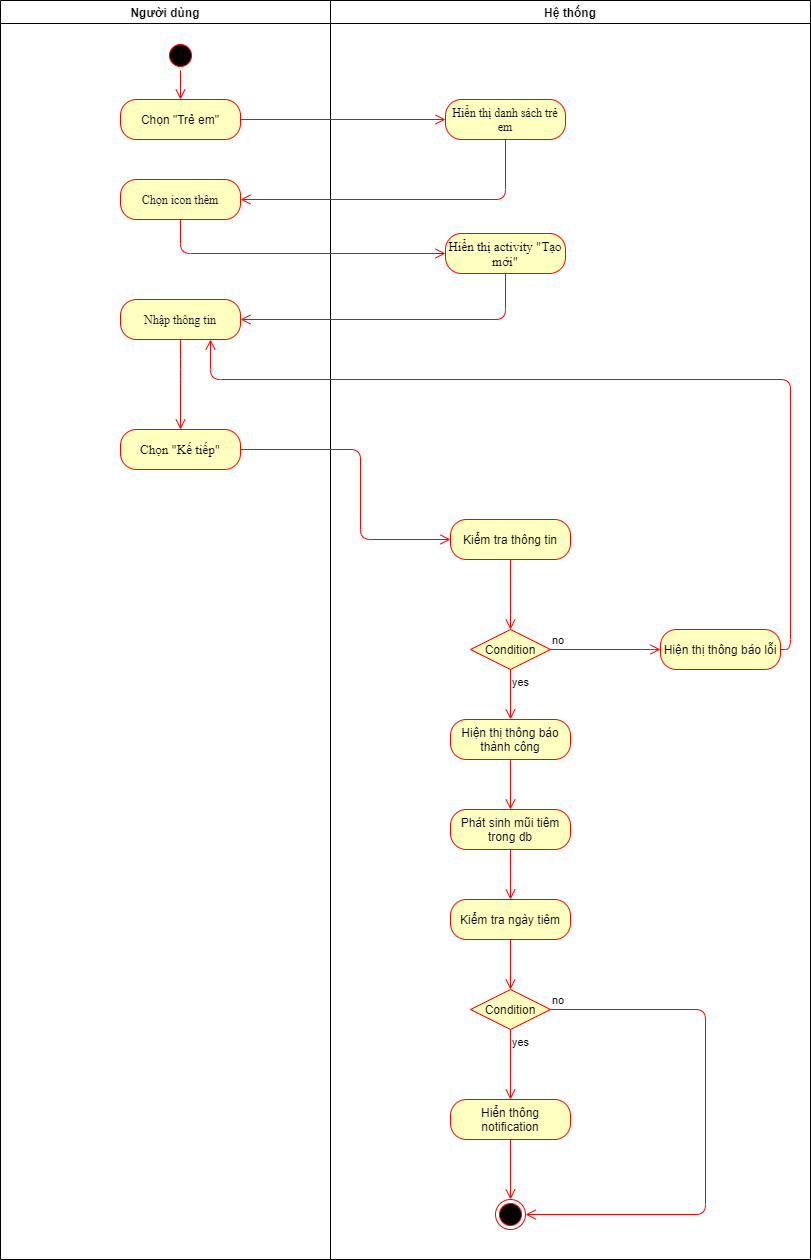 Người dùng
Hệ thống
Chọn "Trẻ em"
Hiển thị danh sách trẻ
em
Chọn icon thêm
Hiển thị activity "Tạo
mới"
Nhập thông tin
Chọn "Kế tiếp"
Kiểm tra thông tin
Condition
no
Hiện thị thông báo lỗi
yes
Hiện thị thông báo
thành công
Phát sinh mũi tiêm
trong db
Kiểm tra ngày tiêm
Condition
no
yes
Hiển thông
notification